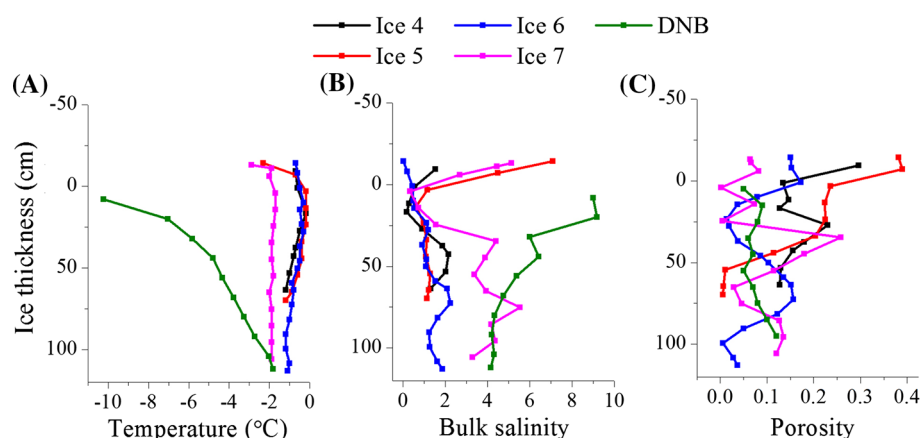 Ice 4 Ice 6 DNB
Ice 5 Ice 7
(A) (B) (C)
-50 -50 -50
0 0 0
50 50 50
100 100 100
Ice thickness (cm)
-10 -8 -6 -4 -2 0 0 2 4 6 8 10 0.0 0.1 0.2 0.3 0.4
Temperature (°C) Bulk salinity Porosity